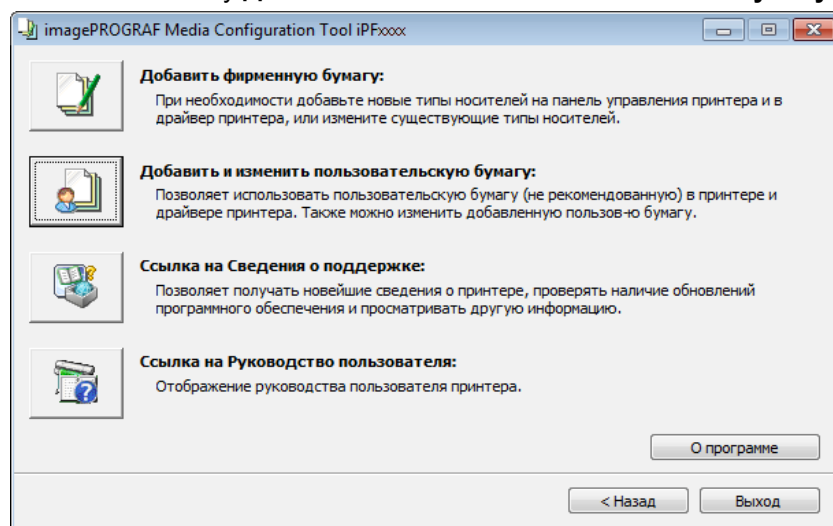 imagePROGRAF Media Configuration Tool iPFxxxx
Добавить фирменную бумагу:
При необходимости добавьте новые типы носителей на панель управления принтера и в
драйвер принтера, или измените существующие типы носителей.
Добавить и изменить пользовательскую бумагу:
Позволяет использовать пользовательскую бумагу (не рекомендованную) в принтере и
драйвере принтера. Также можно изменить добавленную пользов-ю бумагу.
Ссылка на Сведения о поддержке:
Позволяет получать новейшие сведения о принтере, проверять наличие обновлений
программного обеспечения и просматривать другую информацию.
Ссылка на Руководство пользователя:
Отображение руководства пользователя принтера.
О программе
< Назад
Выход